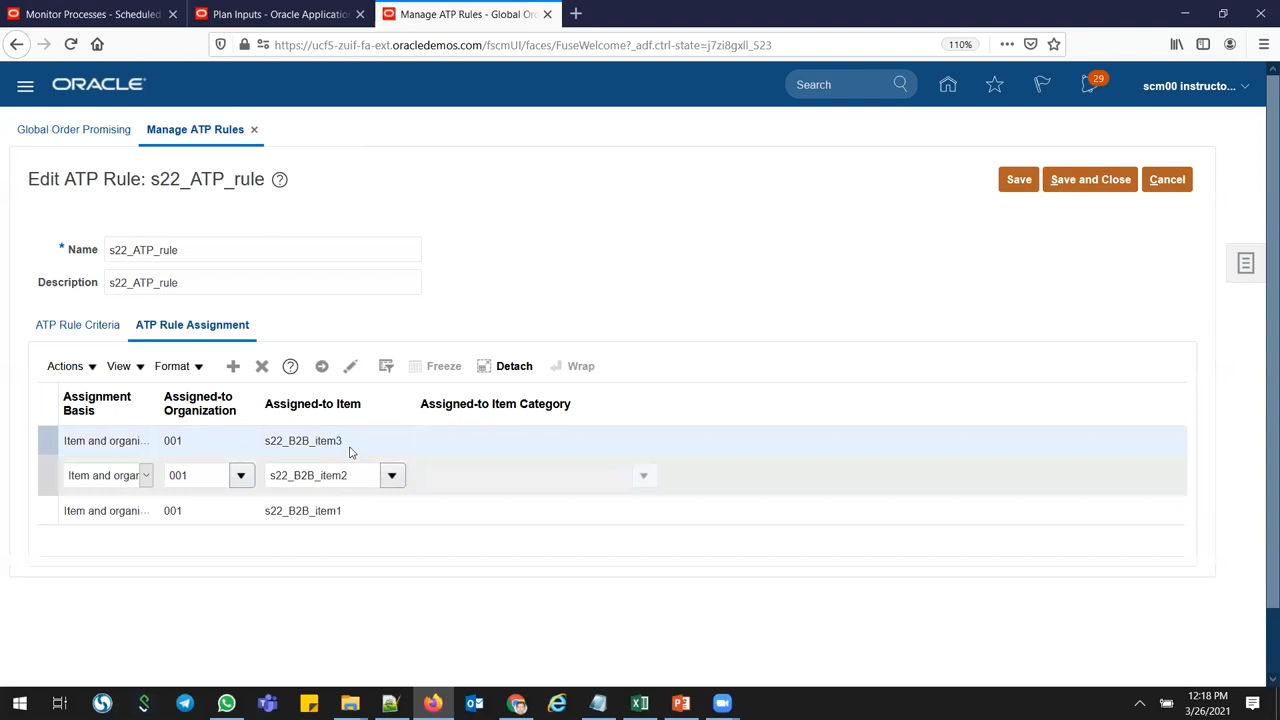 Monitor Processes - Scheduled
Plan Inputs - Oracle Application
Manage ATP Rules - Global Or
https://ucf5-zuif-fa-ext.oracledemos.com/fscmUI/faces/FuseWelcome?_adf.ctrl-state=j7zi8gxll_523
110%
ORACLE
Search
29
scm00 instructo...
Global Order Promising
Manage ATP Rules
Edit ATP Rule: s22_ATP_rule
Save
Save and Close
Cancel
* Name s22_ATP_rule
Description s22_ATP_rule
ATP Rule Criteria
ATP Rule Assignment
Actions View Format Freeze Detach Wrap
Assignment Basis
Assigned-to Organization
Assigned-to Item
Assigned-to Item Category
Item and organi... 001 s22_B2B_item3
Item and organ 001 s22_B2B_item2
Item and organi... 001 s22_B2B_item1
12:18 PM
3/26/2021